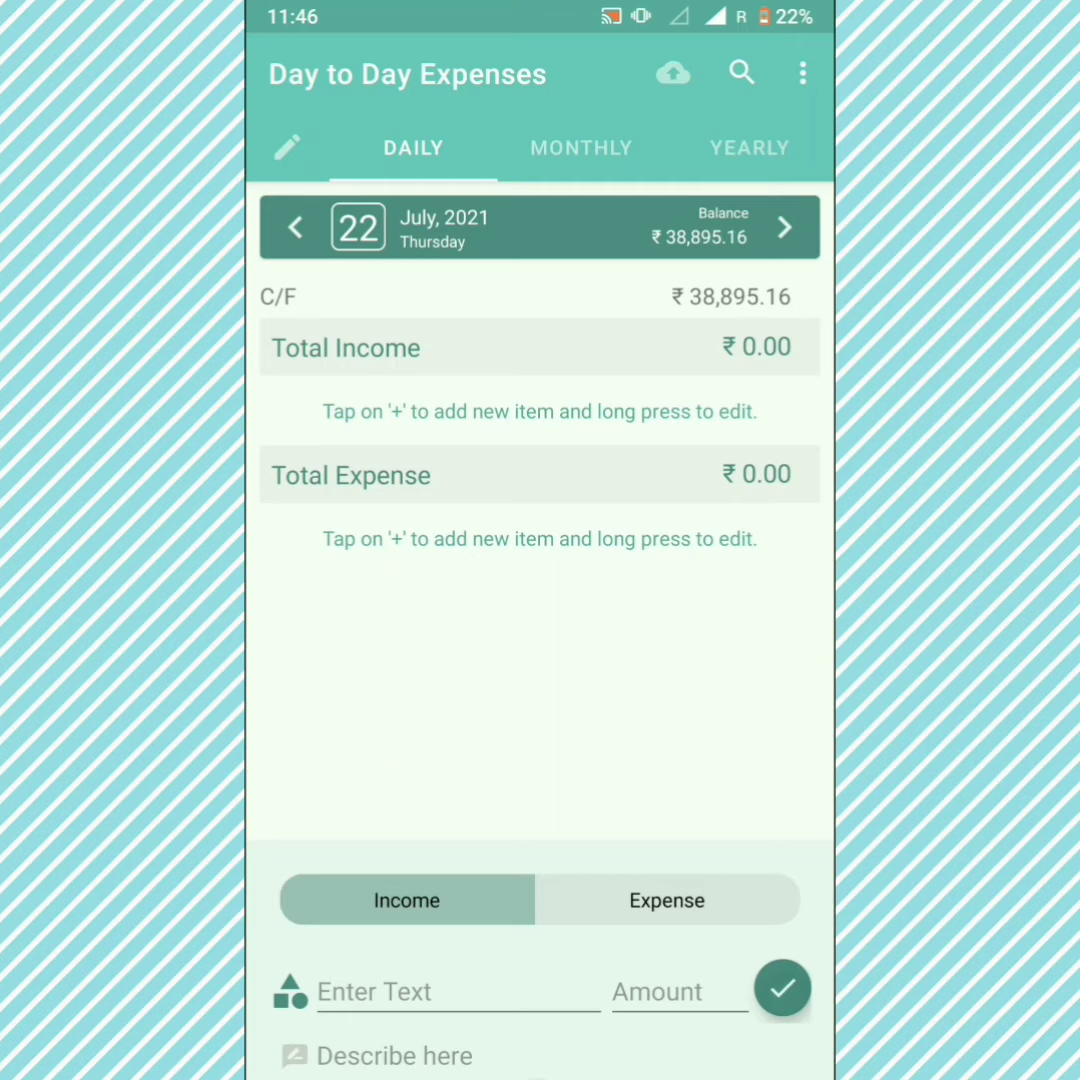 11:46 R 22%
Day to Day Expenses
DAILY MONTHLY YEARLY
22 July, 2021 Balance
Thursday ₹ 38,895.16
C/F ₹ 38,895.16
Total Income ₹ 0.00
Tap on '+' to add new item and long press to edit.
Total Expense ₹ 0.00
Tap on '+' to add new item and long press to edit.
Income Expense
Enter Text Amount
Describe here